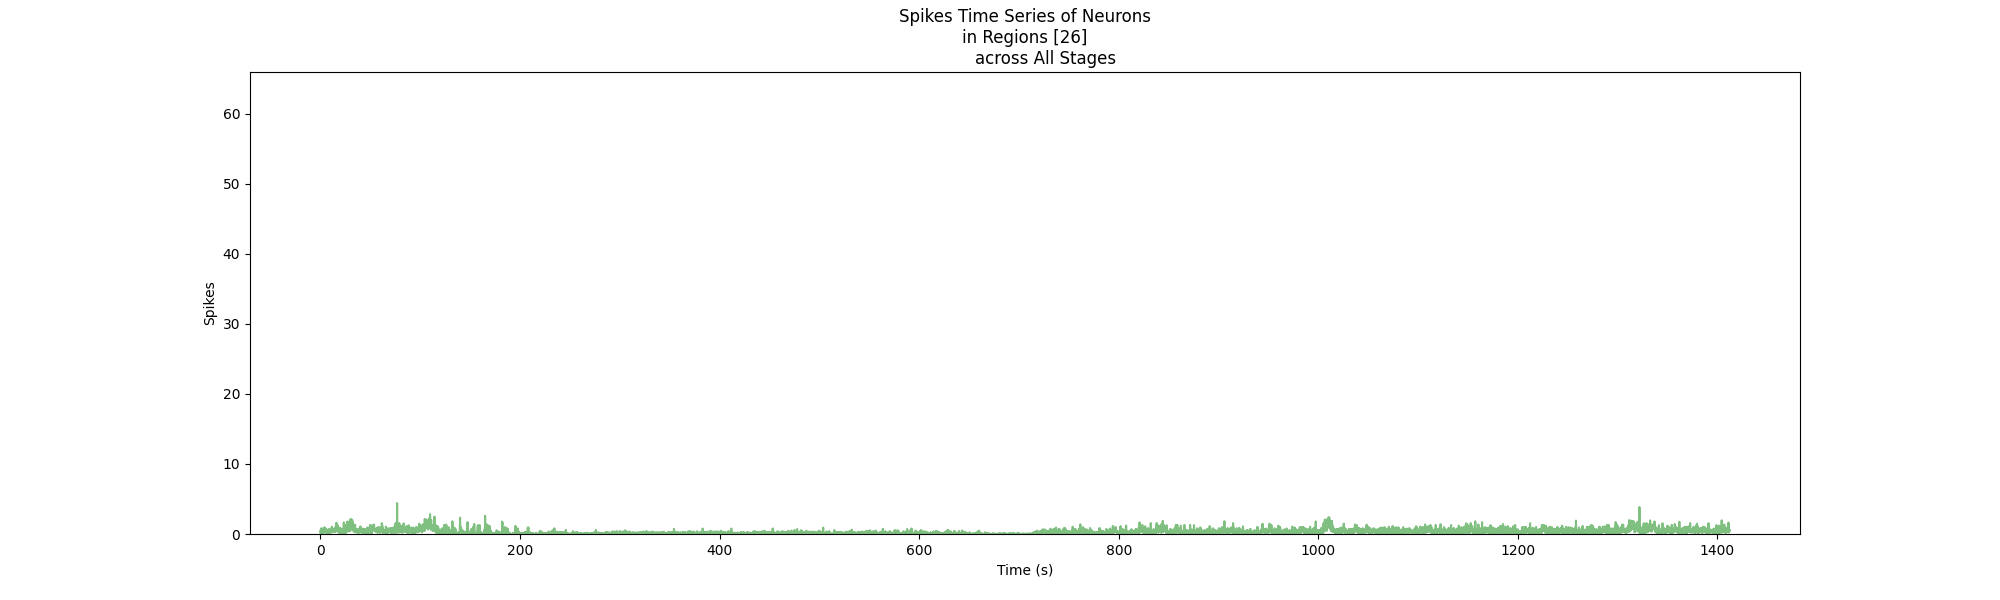 Spikes Time Series of Neurons
in Regions [26]
across All Stages
60
50
40
30
20
10
0
Spikes
0 200 400 600 800 1000 1200 1400
Time (s)